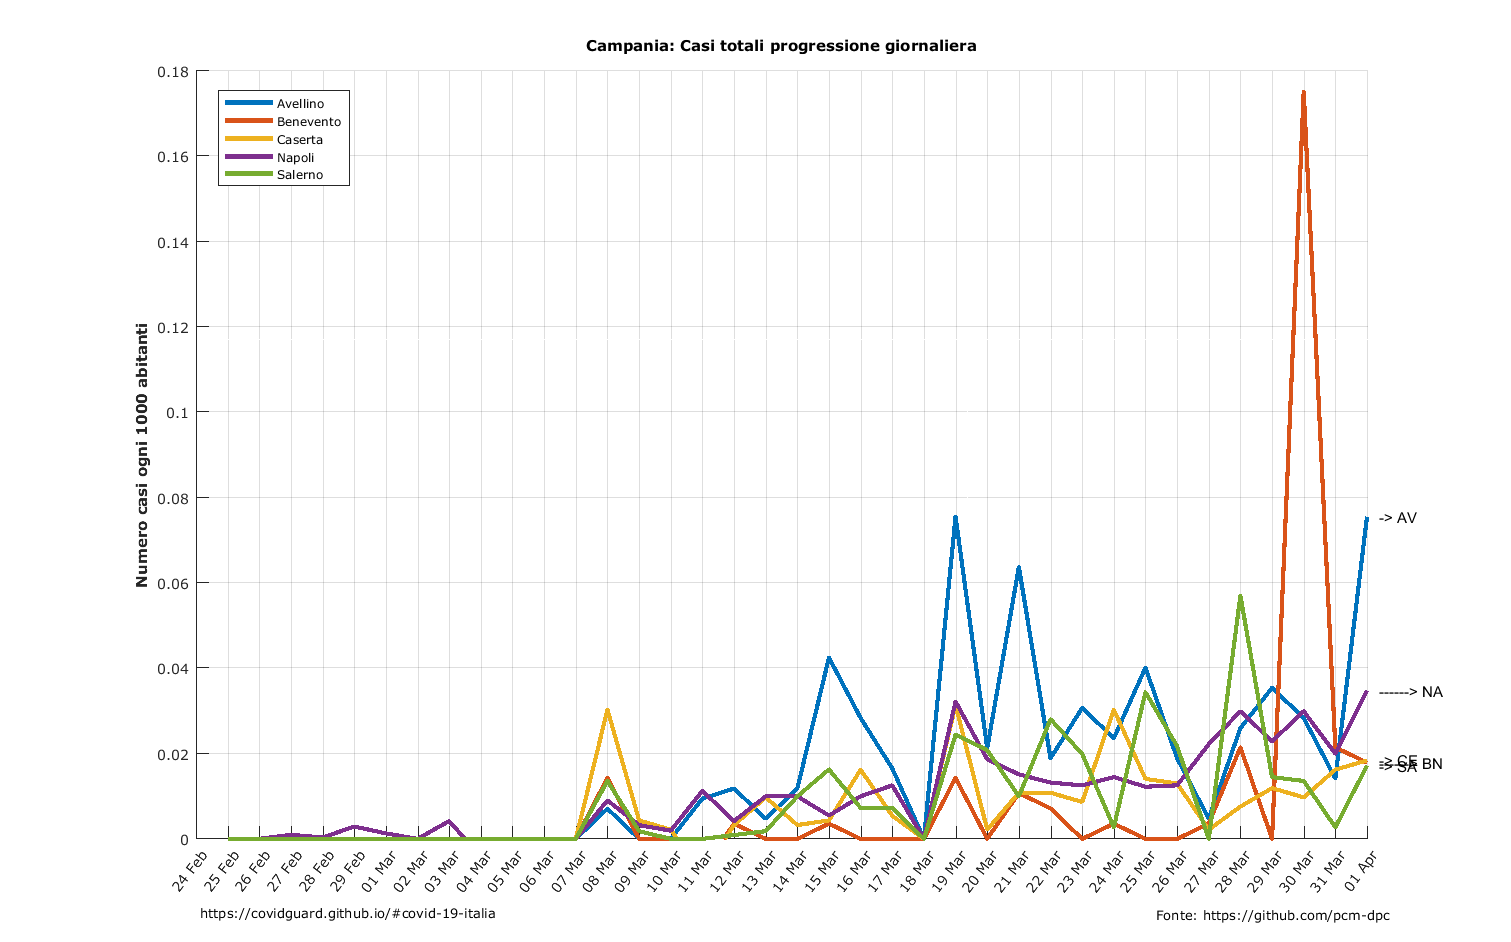 Campania: Casi totali progressione giornaliera
Numero casi ogni 1000 abitanti
0.18
0.16
0.14
0.12
0.1
0.08
0.06
0.04
0.02
0
Avellino
Benevento
Caserta
Napoli
Salerno
-> AV
------> NA
-> CE
----> BN
-> SA
24 Feb
25 Feb
26 Feb
27 Feb
28 Feb
29 Feb
01 Mar
02 Mar
03 Mar
04 Mar
05 Mar
06 Mar
07 Mar
08 Mar
09 Mar
10 Mar
11 Mar
12 Mar
13 Mar
14 Mar
15 Mar
16 Mar
17 Mar
18 Mar
19 Mar
20 Mar
21 Mar
22 Mar
23 Mar
24 Mar
25 Mar
26 Mar
27 Mar
28 Mar
29 Mar
30 Mar
31 Mar
01 Apr
https://covidguard.github.io/#covid-19-italia
Fonte: https://github.com/pcm-dpc